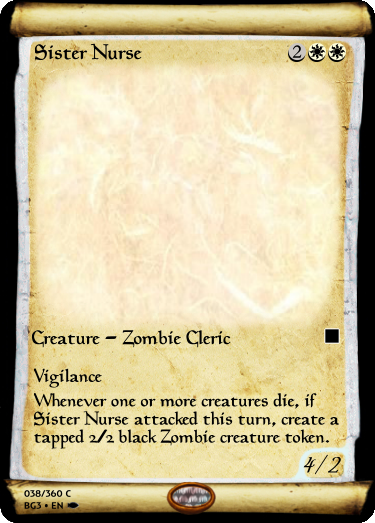 Sister Nurse 2
Creature – Zombie Cleric
Vigilance
Whenever one or more creatures die, if
Sister Nurse attacked this turn, create a
tapped 2/2 black Zombie creature token.
4/2
038/360 C
BG3 • EN